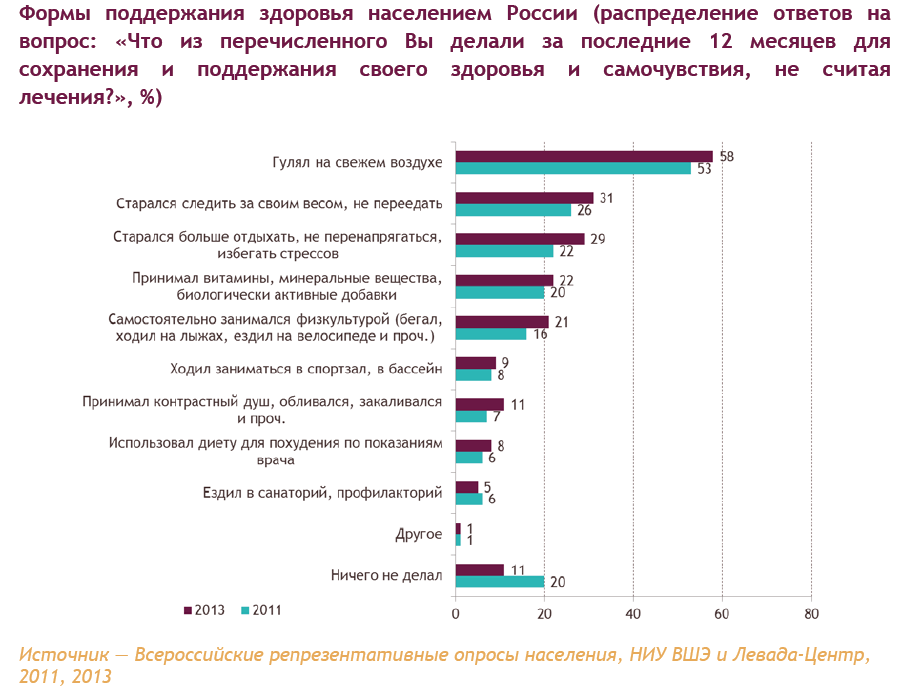 Формы поддержания здоровья населением России (распределение ответов на
вопрос: «Что из перечисленного Вы делали за последние 12 месяцев для
сохранения и поддержания своего здоровья и самочувствия, не считая
лечения?», %)
Гулял на свежем воздухе
58
53
Старался следить за своим весом, не переедать
31
26
Старался больше отдыхать, не перенапрягаться,
избегать стрессов
29
22
Принимал витамины, минеральные вещества,
биологически активные добавки
22
20
Самостоятельно занимался физкультурой (бегал,
ходил на лыжах, ездил на велосипеде и проч.)
21
16
Ходил заниматься в спортзал, в бассейн
9
8
Принимал контрастный душ, обливался, закаливался
и проч.
11
7
Использовал диету для похудения по показаниям
врача
8
6
Ездил в санаторий, профилакторий
5
6
Другое
1
1
Ничего не делал
11
20
2013 2011
0 20 40 60 80
Источник — Всероссийские репрезентативные опросы населения, НИУ ВШЭ и Левада-Центр,
2011, 2013